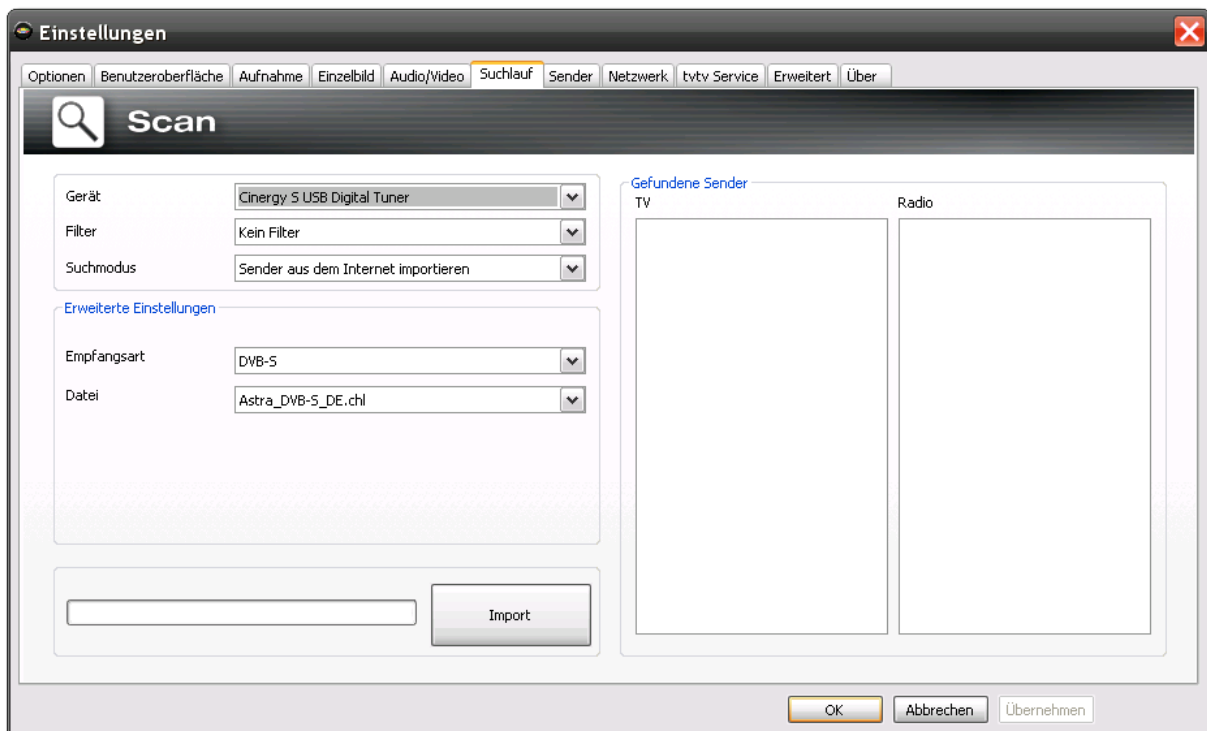 Einstellungen
Optionen Benutzeroberfläche Aufnahme Einzelbild Audio/Video Suchlauf Sender Netzwerk tvtv Service Erweitert Über
Scan
Gerät Cinergy S USB Digital Tuner
Filter Kein Filter
Suchmodus Sender aus dem Internet importieren
Erweiterte Einstellungen
Empfangsart DVB-S
Datei Astra_DVB-S_DE.chl
Import
Gefundene Sender
TV Radio
OK Abbrechen Übernehmen